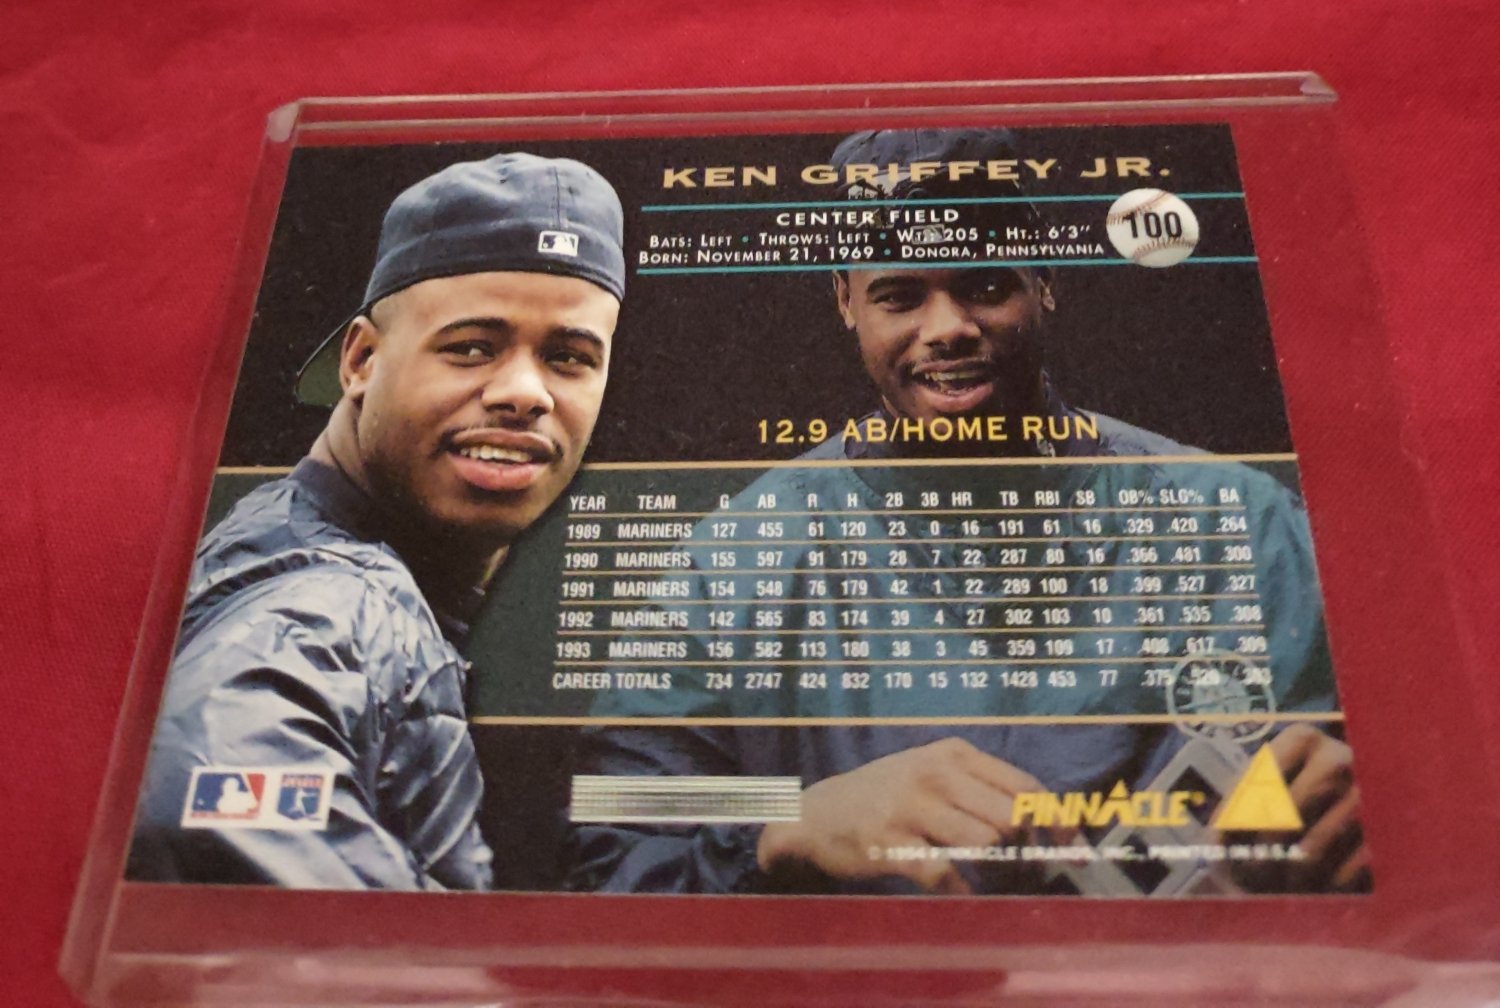 KEN GRIFFEY JR.
CENTER FIELD
BATS: LEFT • THROWS: LEFT • WT.: 205 • HT.: 6'3"
BORN: NOVEMBER 21, 1969 • DONORA, PENNSYLVANIA
100
12.9 AB/HOME RUN
YEAR TEAM G AB R H 2B 3B HR TB RBI SB OB% SLG% BA
1989 MARINERS 127 455 61 120 23 0 16 191 61 16 .329 .420 .264
1990 MARINERS 155 597 91 179 28 7 22 287 80 16 .366 .481 .300
1991 MARINERS 154 548 76 179 42 1 22 289 100 18 .399 .527 .327
1992 MARINERS 142 565 83 174 39 4 27 302 103 10 .361 .535 .308
1993 MARINERS 156 582 113 180 38 3 45 359 109 17 .408 .617 .309
CAREER TOTALS 734 2747 424 832 170 15 132 1428 453 77 .375 .520 .303
PINNACLE
© 1994 PINNACLE BRANDS, INC., PRINTED IN U.S.A.